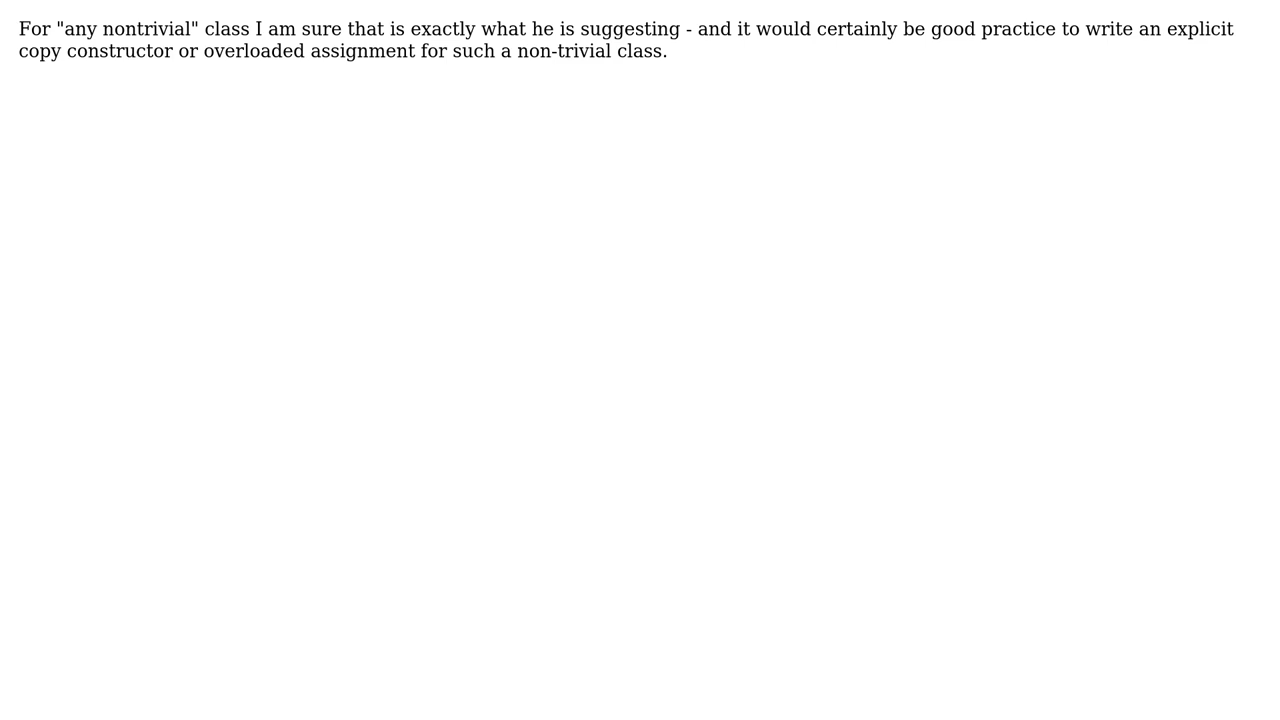 For "any nontrivial" class I am sure that is exactly what he is suggesting - and it would certainly be good practice to write an explicit
copy constructor or overloaded assignment for such a non-trivial class.